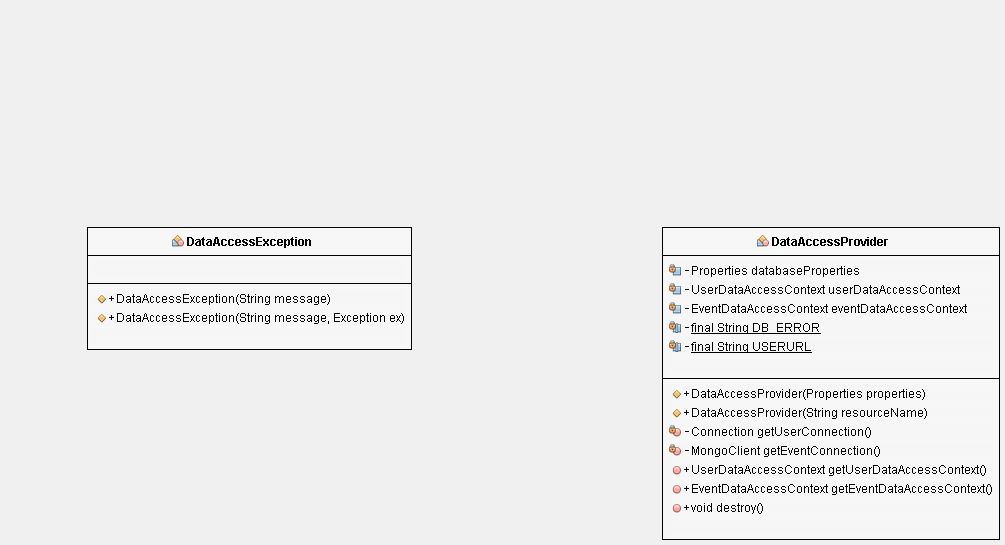 DataAccessException
+DataAccessException(String message)
+DataAccessException(String message, Exception ex)
DataAccessProvider
-Properties databaseProperties
-UserDataAccessContext userDataAccessContext
-EventDataAccessContext eventDataAccessContext
-final String DB_ERROR
-final String USERURL
+DataAccessProvider(Properties properties)
+DataAccessProvider(String resourceName)
-Connection getUserConnection()
-MongoClient getEventConnection()
+UserDataAccessContext getUserDataAccessContext()
+EventDataAccessContext getEventDataAccessContext()
+void destroy()